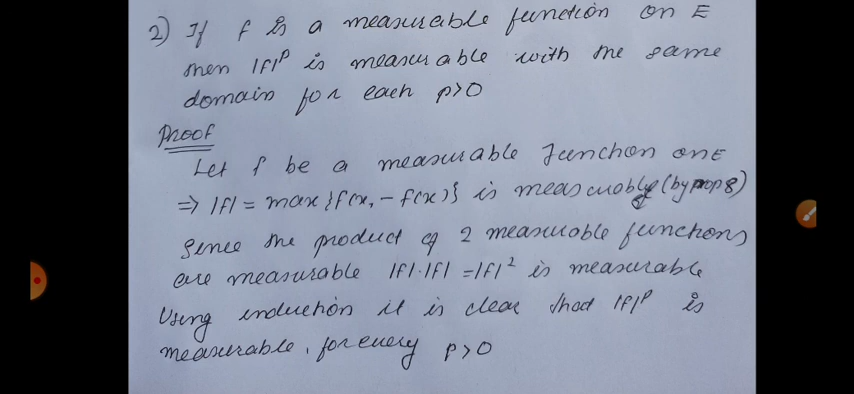 2) If f is a measurable function on E
then |f|ᵖ is measurable with the same
domain for each p>0
Proof
Let f be a measurable function on E
⇒ |f| = max {f(x, -f(x)} is measurable (by prop 8)
Since the product of 2 measurable functions
are measurable |f|·|f| = |f|² is measurable
Using induction it is clear that |f|ᵖ is
measurable, for every p>0